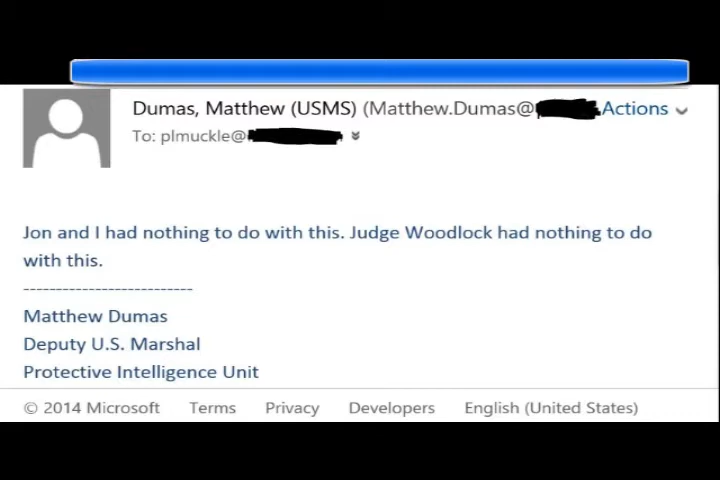 Dumas, Matthew (USMS) (Matthew.Dumas@ Actions
To: plmuckle@
Jon and I had nothing to do with this. Judge Woodlock had nothing to do
with this.
--------------------------
Matthew Dumas
Deputy U.S. Marshal
Protective Intelligence Unit
© 2014 Microsoft Terms Privacy Developers English (United States)